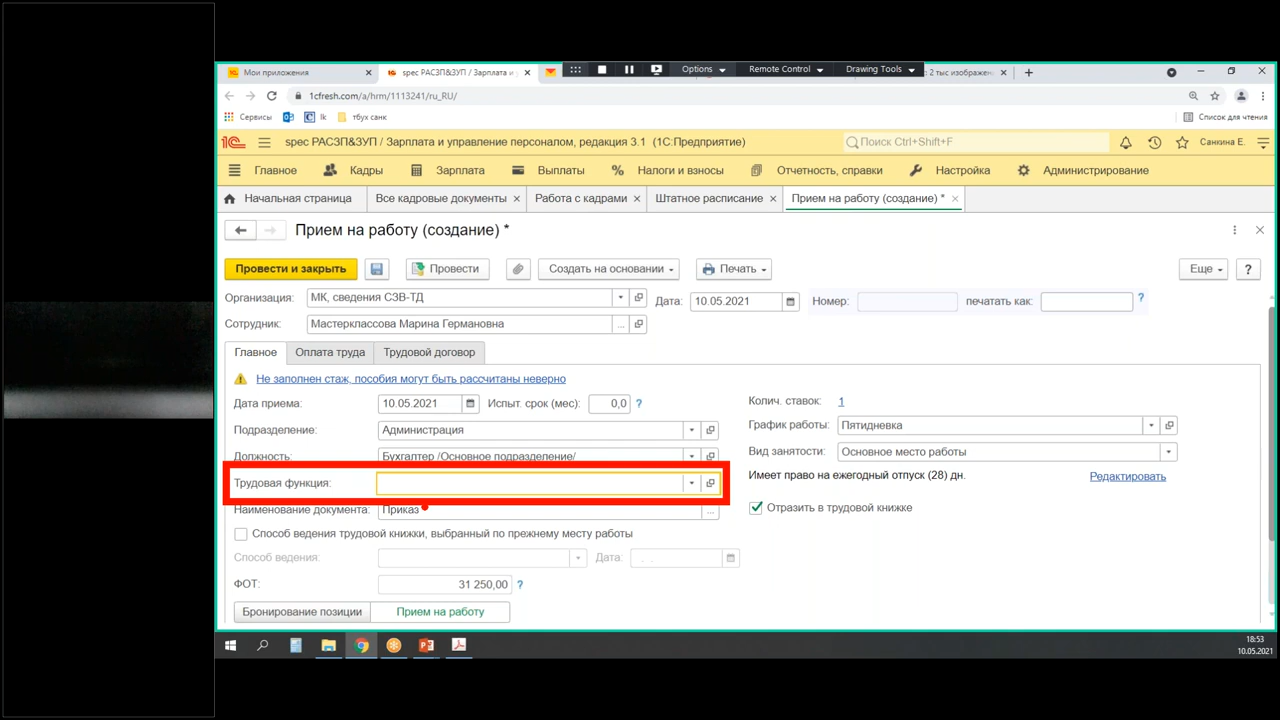 Мои приложения
spec РАСЗП&ЗУП / Зарплата и
Options
Remote Control
Drawing Tools
2 тыс изображен
1cfresh.com/a/hrm/1113241/ru_RU/
Сервисы
lk
тбух санк
Список для чтения
spec РАСЗП&ЗУП / Зарплата и управление персоналом, редакция 3.1 (1С:Предприятие)
Поиск Ctrl+Shift+F
Санкина Е.
Главное
Кадры
Зарплата
Выплаты
Налоги и взносы
Отчетность, справки
Настройка
Администрирование
Начальная страница
Все кадровые документы
Работа с кадрами
Штатное расписание
Прием на работу (создание) *
Прием на работу (создание) *
Провести и закрыть
Провести
Создать на основании
Печать
Еще
?
Организация: МК, сведения СЗВ-ТД
Дата: 10.05.2021
Номер:
печатать как:
?
Сотрудник: Мастерклассова Марина Германовна
Главное
Оплата труда
Трудовой договор
Не заполнен стаж, пособия могут быть рассчитаны неверно
Дата приема: 10.05.2021 Испыт. срок (мес): 0,0 ?
Колич. ставок: 1
Подразделение: Администрация
График работы: Пятидневка
Должность: Бухгалтер /Основное подразделение/
Вид занятости: Основное место работы
Трудовая функция:
Имеет право на ежегодный отпуск (28) дн. Редактировать
Наименование документа: Приказ
Отразить в трудовой книжке
Способ ведения трудовой книжки, выбранный по прежнему месту работы
Способ ведения:
Дата: . .
ФОТ: 31 250,00 ?
Бронирование позиции
Прием на работу
18:53
10.05.2021